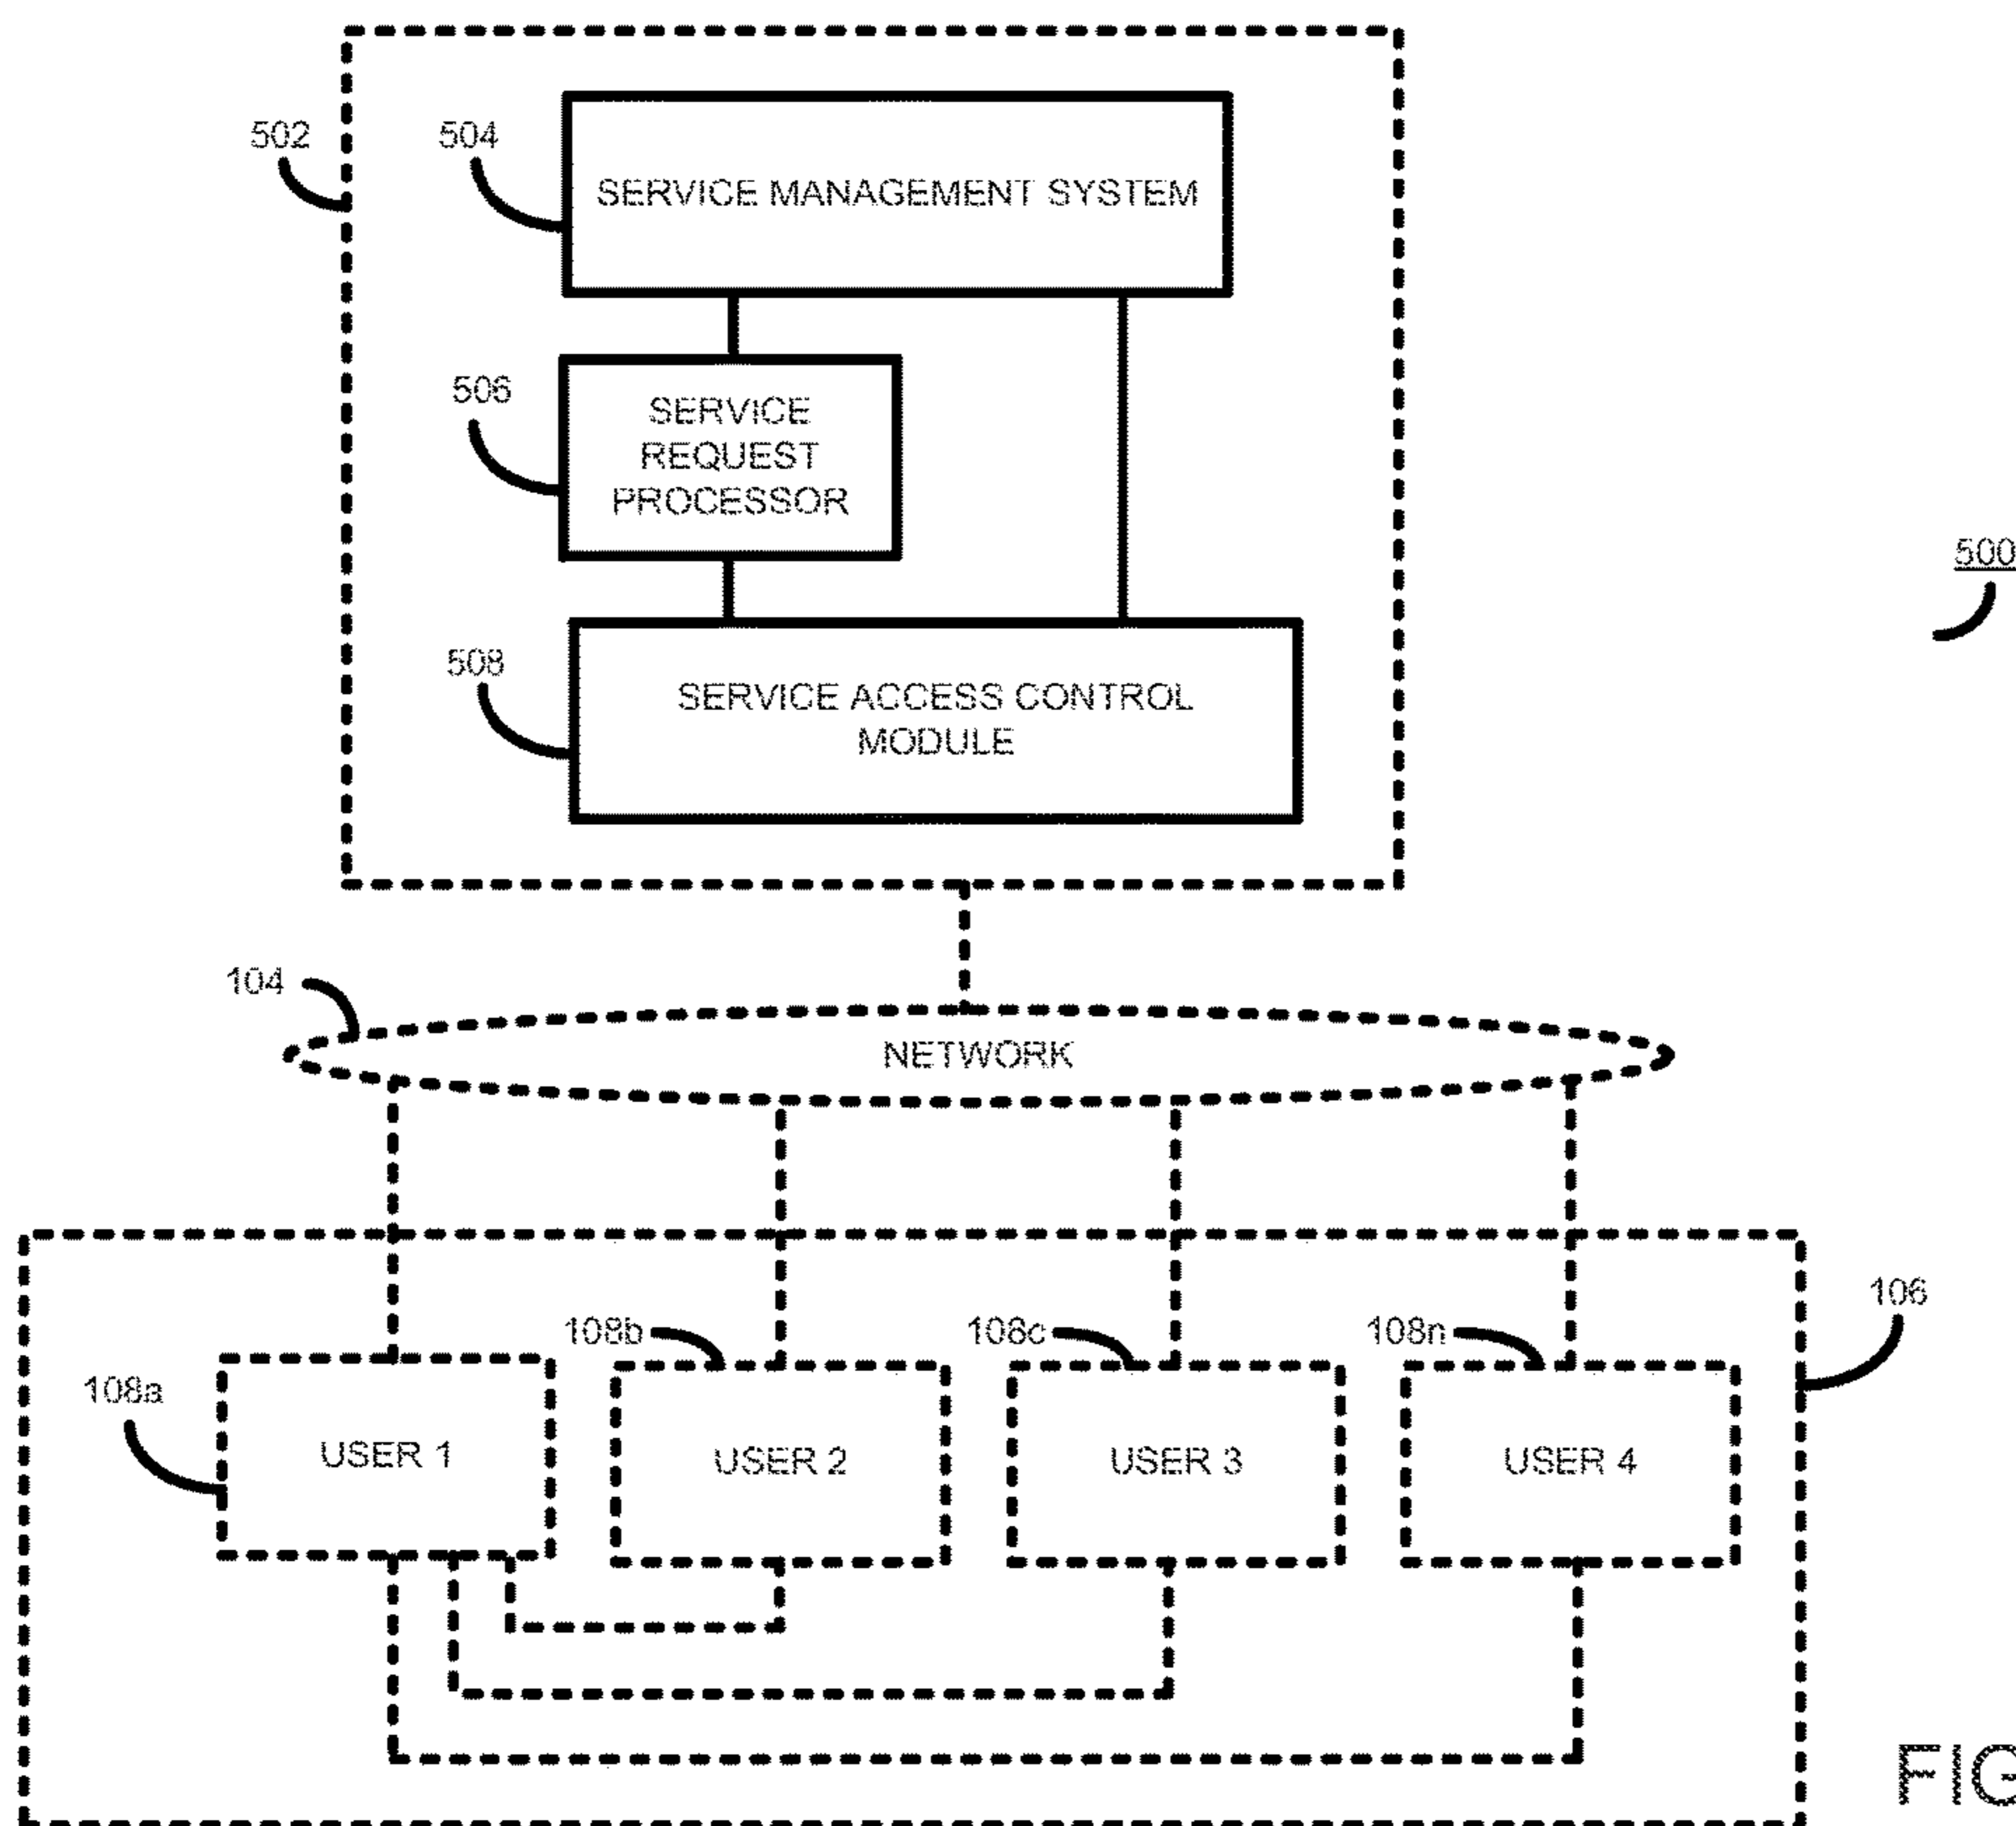 502
504
SERVICE MANAGEMENT SYSTEM
506
SERVICE
REQUEST
PROCESSOR
500
508
SERVICE ACCESS CONTROL
MODULE
104
NETWORK
106
108a
108b
108c
108n
USER 1
USER 2
USER 3
USER 4
FIG